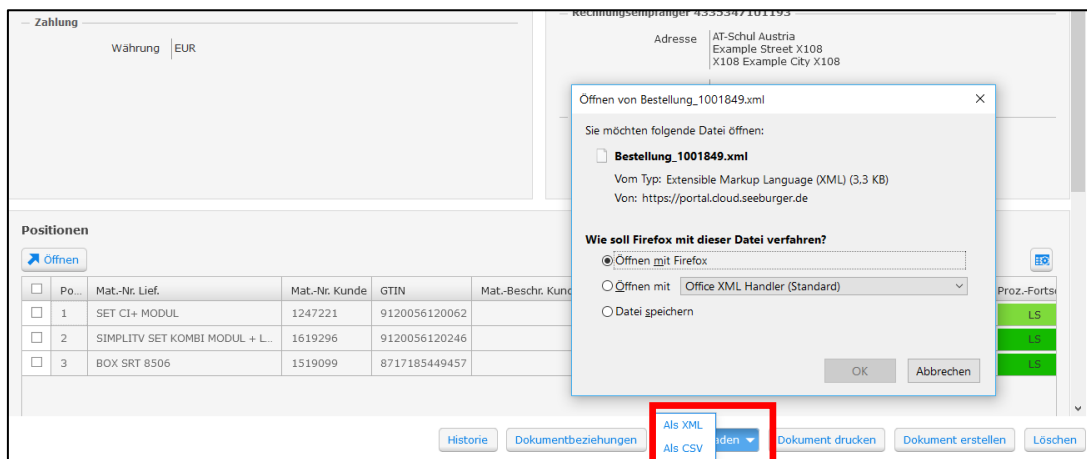 Zahlung
Währung EUR
Rechnungsempfänger 4335347101193
Adresse AT-Schul Austria
Example Street X108
X108 Example City X108
Öffnen von Bestellung_1001849.xml
Sie möchten folgende Datei öffnen:
Bestellung_1001849.xml
Vom Typ: Extensible Markup Language (XML) (3,3 KB)
Von: https://portal.cloud.seeburger.de
Wie soll Firefox mit dieser Datei verfahren?
Öffnen mit Firefox
Öffnen mit Office XML Handler (Standard)
Datei speichern
OK Abbrechen
Positionen
Öffnen
Po... Mat.-Nr. Lief. Mat.-Nr. Kunde GTIN Mat.-Beschr. Kund Proz.-Forts
1 SET CI+ MODUL 1247221 9120056120062 LS
2 SIMPLITV SET KOMBI MODUL + L... 1619296 9120056120246 LS
3 BOX SRT 8506 1519099 8717185449457 LS
Als XML
Als CSV
Historie Dokumentbeziehungen aden Dokument drucken Dokument erstellen Löschen